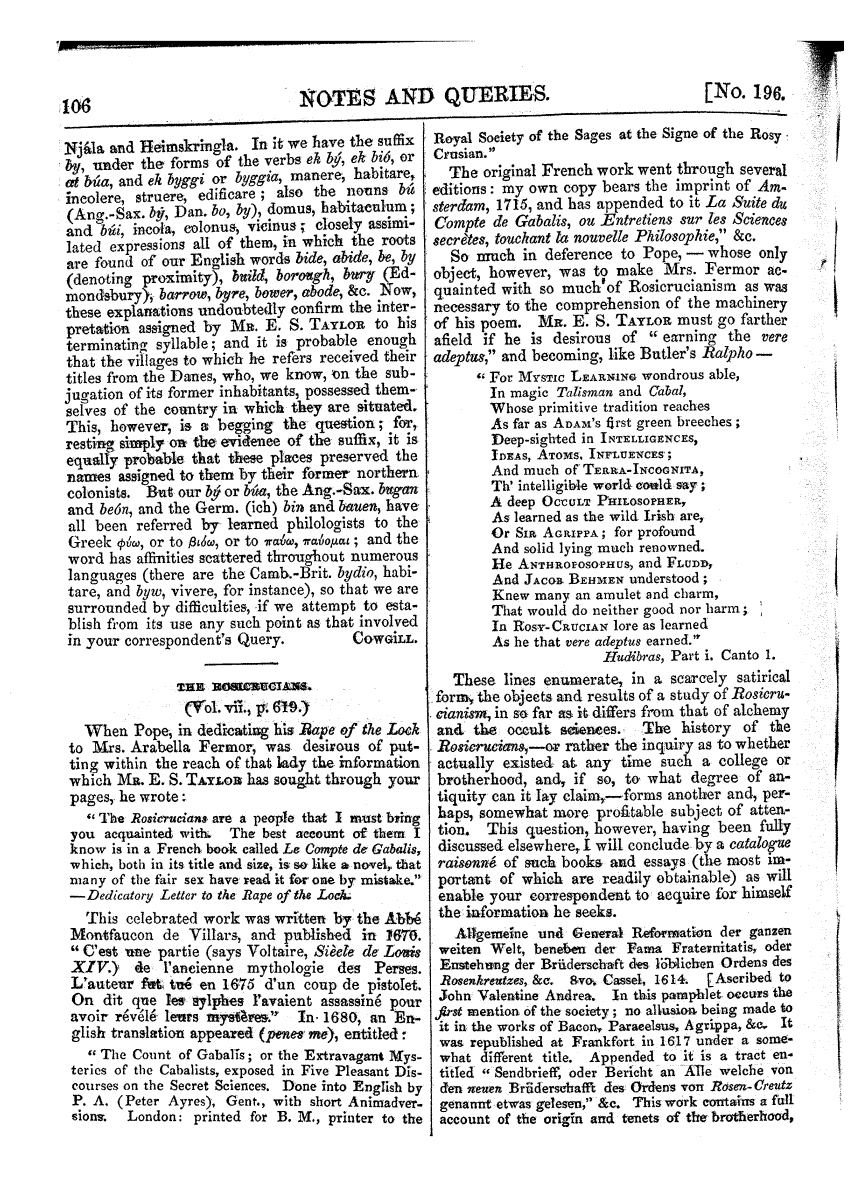 106
NOTES AND QUERIES.
[No. 196.
Njála and Heimskringla. In it we have the suffix
by, under the forms of the verbs ek bý, ek bió, or
at búa, and ek byggi or byggia, manere, habitare,
incolere, struere, edificare; also the nouns bú
(Ang.-Sax. bý, Dan. bo, by), domus, habitaculum;
and búi, incola, colonus, vicinus; closely assimi-
lated expressions all of them, in which the roots
are found of our English words bide, abide, be, by
(denoting proximity), build, borough, bury (Ed-
mondsbury), barrow, byre, bower, abode, &c. Now,
these explanations undoubtedly confirm the inter-
pretation assigned by MR. E. S. TAYLOR to his
terminating syllable; and it is probable enough
that the villages to which he refers received their
titles from the Danes, who, we know, on the sub-
jugation of its former inhabitants, possessed them-
selves of the country in which they are situated.
This, however, is a begging the question; for,
resting simply on the evidence of the suffix, it is
equally probable that these places preserved the
names assigned to them by their former northern
colonists. But our bý or búa, the Ang.-Sax. bugan
and beón, and the Germ. (ich) bin and bauen, have
all been referred by learned philologists to the
Greek φύω, or to βιόω, or to παύω, παύομαι; and the
word has affinities scattered throughout numerous
languages (there are the Camb.-Brit. bydio, habi-
tare, and byw, vivere, for instance), so that we are
surrounded by difficulties, if we attempt to esta-
blish from its use any such point as that involved
in your correspondent's Query. COWGILL.
THE ROSICRUCIANS.
(Vol. vii., p. 619.)
When Pope, in dedicating his Rape of the Lock
to Mrs. Arabella Fermor, was desirous of put-
ting within the reach of that lady the information
which MR. E. S. TAYLOR has sought through your
pages, he wrote:
"The Rosicrucians are a people that I must bring
you acquainted with. The best account of them I
know is in a French book called Le Compte de Gabalis,
which, both in its title and size, is so like a novel, that
many of the fair sex have read it for one by mistake."
—Dedicatory Letter to the Rape of the Lock.
This celebrated work was written by the Abbé
Montfaucon de Villars, and published in 1670.
"C'est une partie (says Voltaire, Siècle de Louis
XIV.) de l'ancienne mythologie des Perses.
L'auteur fut tué en 1675 d'un coup de pistolet.
On dit que les sylphes l'avaient assassiné pour
avoir révélé leurs mystères." In 1680, an En-
glish translation appeared (penes me), entitled:
"The Count of Gabalis; or the Extravagant Mys-
teries of the Cabalists, exposed in Five Pleasant Dis-
courses on the Secret Sciences. Done into English by
P. A. (Peter Ayres), Gent., with short Animadver-
sions. London: printed for B. M., printer to the
Royal Society of the Sages at the Signe of the Rosy
Crusian."
The original French work went through several
editions: my own copy bears the imprint of Am-
sterdam, 1715, and has appended to it La Suite du
Compte de Gabalis, ou Entretiens sur les Sciences
secrètes, touchant la nouvelle Philosophie," &c.
So much in deference to Pope,—whose only
object, however, was to make Mrs. Fermor ac-
quainted with so much of Rosicrucianism as was
necessary to the comprehension of the machinery
of his poem. MR. E. S. TAYLOR must go farther
afield if he is desirous of "earning the vere
adeptus," and becoming, like Butler's Ralpho—
"For MYSTIC LEARNING wondrous able,
In magic Talisman and Cabal,
Whose primitive tradition reaches
As far as ADAM's first green breeches;
Deep-sighted in INTELLIGENCES,
IDEAS, ATOMS, INFLUENCES;
And much of TERRA-INCOGNITA,
Th' intelligible world could say;
A deep OCCULT PHILOSOPHER,
As learned as the wild Irish are,
Or SIR AGRIPPA; for profound
And solid lying much renowned.
He ANTHROPOSOPHUS, and FLUDD,
And JACOB BEHMEN understood;
Knew many an amulet and charm,
That would do neither good nor harm;
In ROSY-CRUCIAN lore as learned
As he that vere adeptus earned."
Hudibras, Part i. Canto 1.
These lines enumerate, in a scarcely satirical
form, the objects and results of a study of Rosicru-
cianism, in so far as it differs from that of alchemy
and the occult sciences. The history of the
Rosicrucians,—or rather the inquiry as to whether
actually existed at any time such a college or
brotherhood, and, if so, to what degree of an-
tiquity can it lay claim,—forms another and, per-
haps, somewhat more profitable subject of atten-
tion. This question, however, having been fully
discussed elsewhere, I will conclude by a catalogue
raisonné of such books and essays (the most im-
portant of which are readily obtainable) as will
enable your correspondent to acquire for himself
the information he seeks.
Allgemeine und General Reformation der ganzen
weiten Welt, beneben der Fama Fraternitatis, oder
Enstehung der Brüderschaft des löblichen Ordens des
Rosenkreutzes, &c. 8vo. Cassel, 1614. [Ascribed to
John Valentine Andrea. In this pamphlet occurs the
first mention of the society; no allusion being made to
it in the works of Bacon, Paracelsus, Agrippa, &c. It
was republished at Frankfort in 1617 under a some-
what different title. Appended to it is a tract en-
titled "Sendbrieff, oder Bericht an Alle welche von
den neuen Brüderschafft des Ordens von Rosen-Creutz
genannt etwas gelesen," &c. This work contains a full
account of the origin and tenets of the brotherhood,